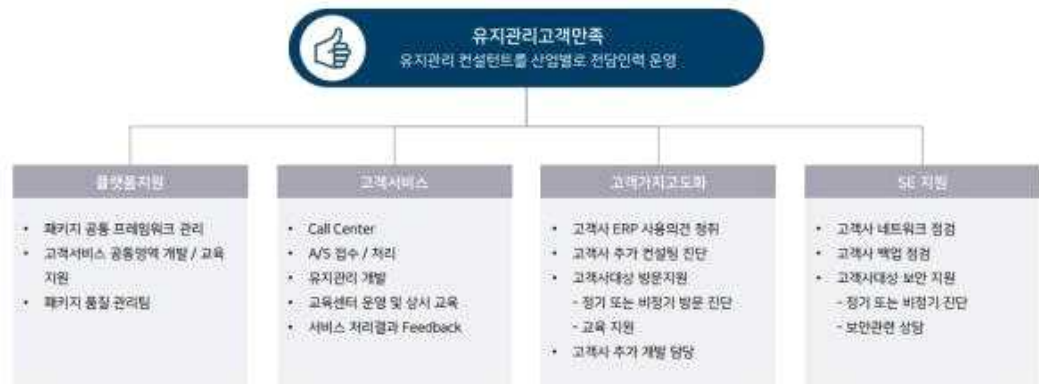 유지관리고객만족
유지관리 컨설턴트를 산업별로 전담인력 운영
플랫폼지원
• 패키지 공통 프레임워크 관리
• 고객서비스 공통영역 개발 / 교육
지원
• 패키지 품질 관리팀
고객서비스
• Call Center
• A/S 접수 / 처리
• 유지관리 개발
• 교육센터 운영 및 상시 교육
• 서비스 처리결과 Feedback
고객가치고도화
• 고객사 ERP 사용의견 청취
• 고객사 추가 컨설팅 진단
• 고객사대상 방문지원
- 정기 또는 비정기 방문 진단
- 교육 지원
• 고객사 추가 개발 담당
SE 지원
• 고객사 네트워크 점검
• 고객사 백업 점검
• 고객사대상 보안 지원
- 정기 또는 비정기 진단
- 보안관련 상담